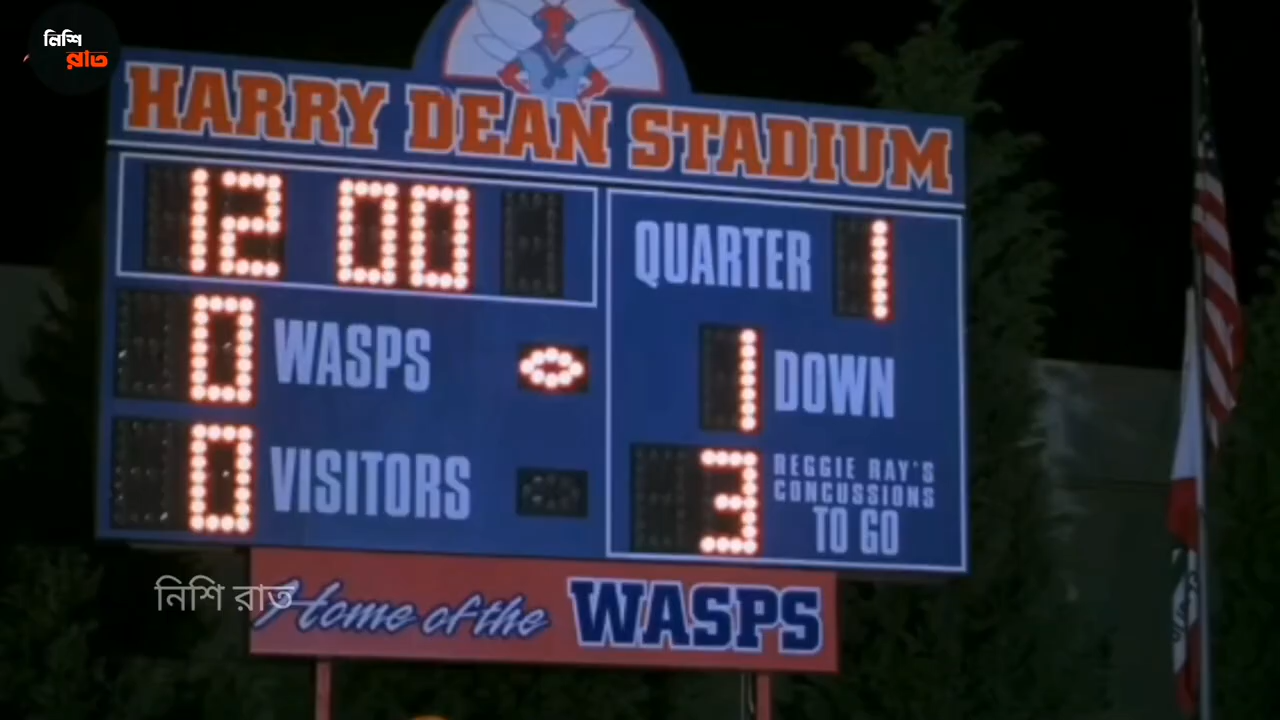 নিশি
রাত
HARRY DEAN STADIUM
12 00
QUARTER 1
0 WASPS
1 DOWN
0 VISITORS
3 REGGIE RAY'S
CONCUSSIONS
TO GO
নিশি রাত
Home of the WASPS